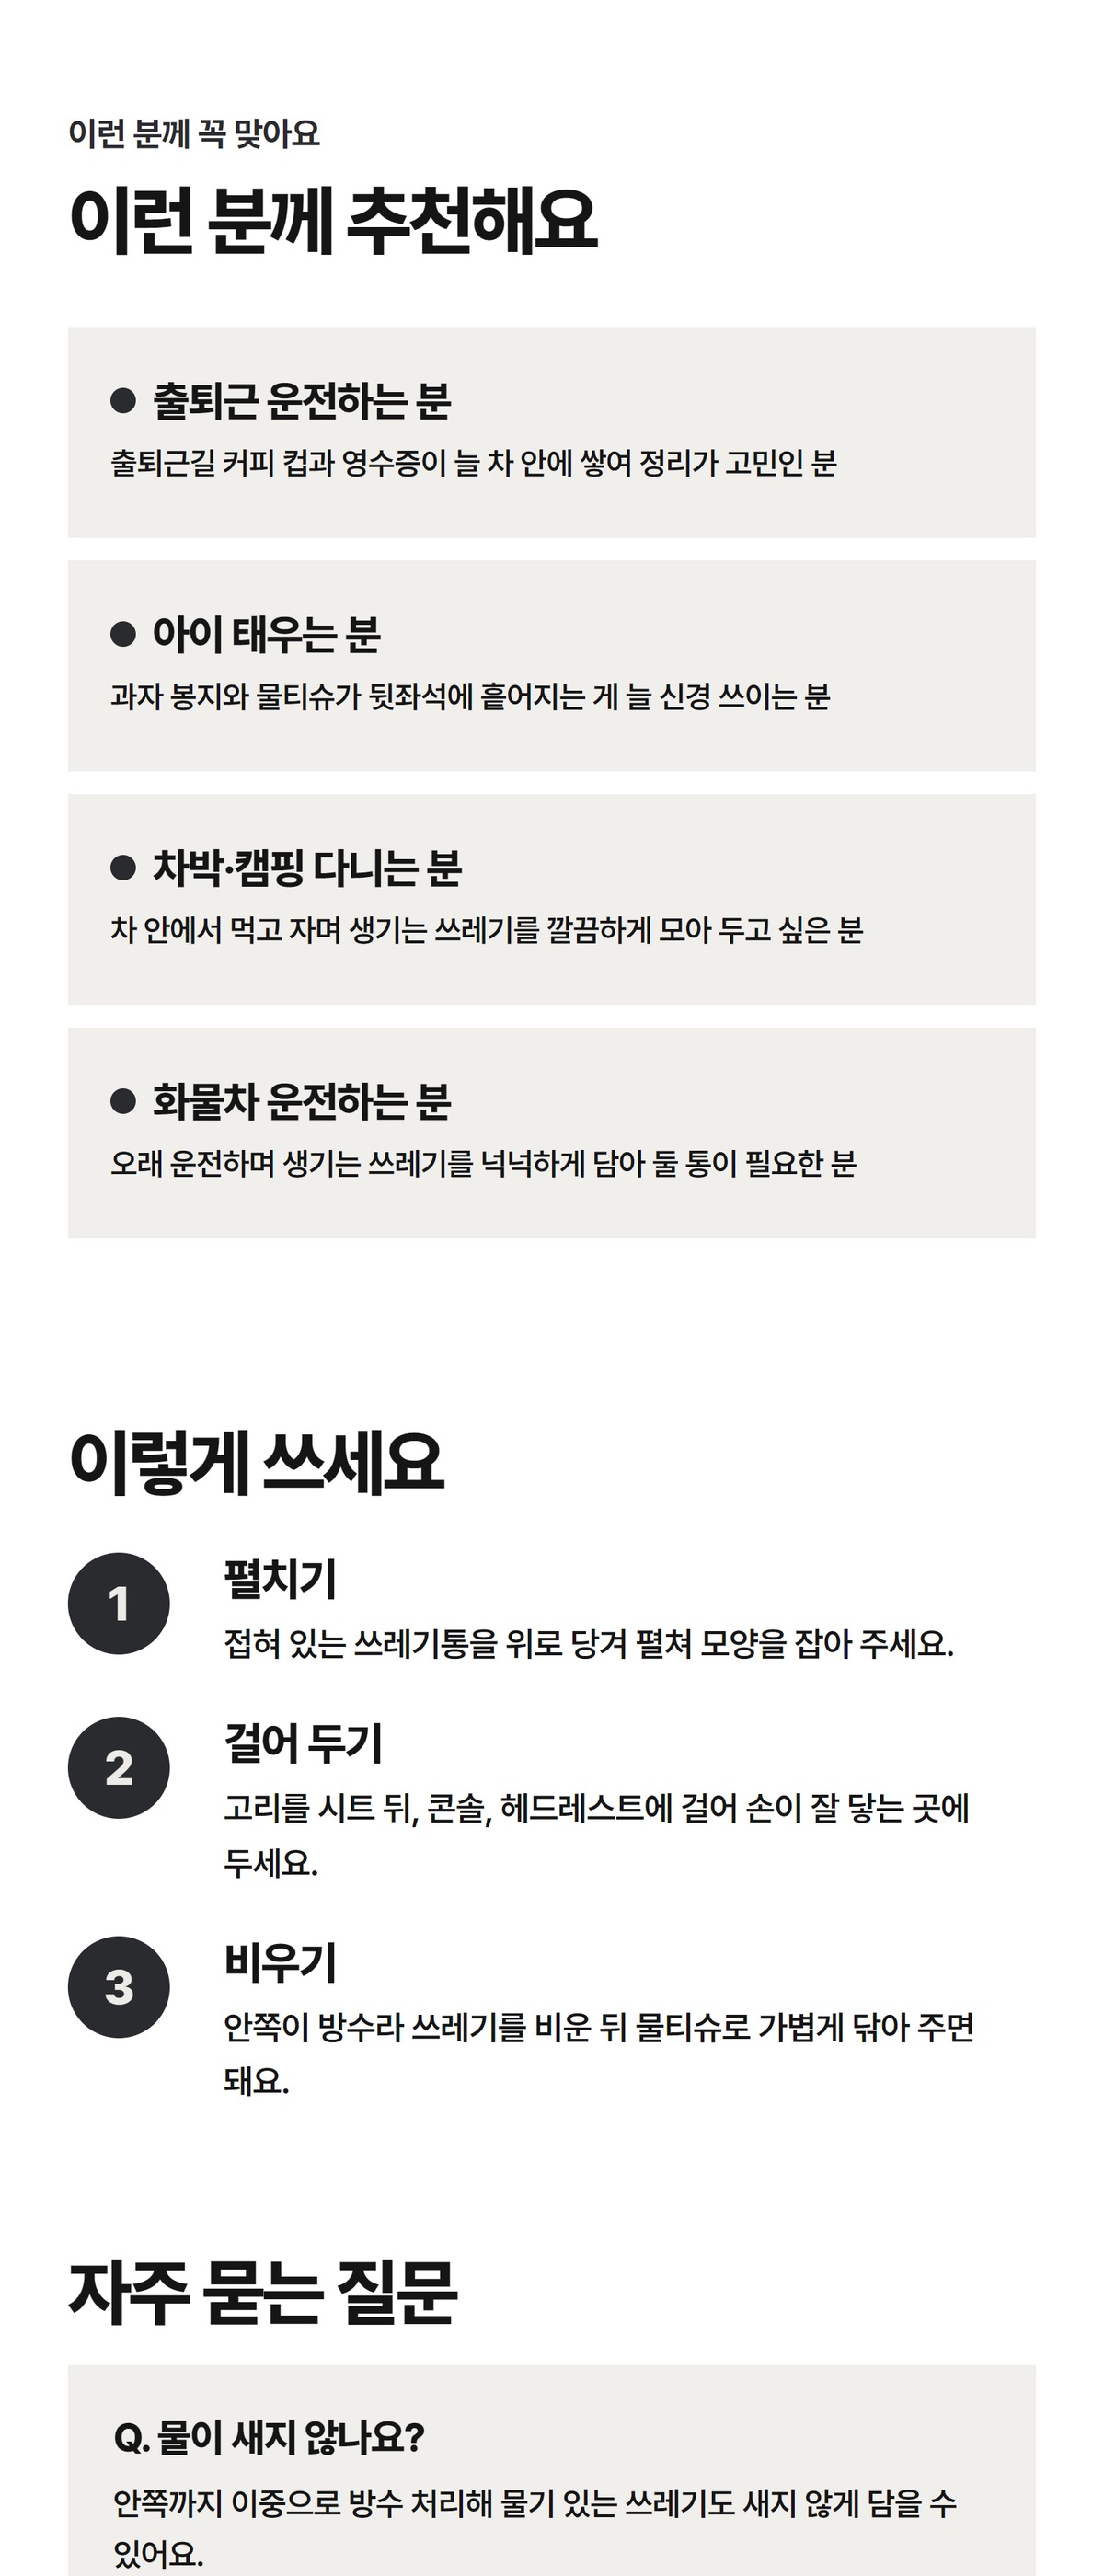 이런 분께 꼭 맞아요
이런 분께 추천해요
출퇴근 운전하는 분
출퇴근길 커피 컵과 영수증이 늘 차 안에 쌓여 정리가 고민인 분
아이 태우는 분
과자 봉지와 물티슈가 뒷좌석에 흩어지는 게 늘 신경 쓰이는 분
차박·캠핑 다니는 분
차 안에서 먹고 자며 생기는 쓰레기를 깔끔하게 모아 두고 싶은 분
화물차 운전하는 분
오래 운전하며 생기는 쓰레기를 넉넉하게 담아 둘 통이 필요한 분
이렇게 쓰세요
1
펼치기
접혀 있는 쓰레기통을 위로 당겨 펼쳐 모양을 잡아 주세요.
2
걸어 두기
고리를 시트 뒤, 콘솔, 헤드레스트에 걸어 손이 잘 닿는 곳에
두세요.
3
비우기
안쪽이 방수라 쓰레기를 비운 뒤 물티슈로 가볍게 닦아 주면
돼요.
자주 묻는 질문
Q. 물이 새지 않나요?
안쪽까지 이중으로 방수 처리해 물기 있는 쓰레기도 새지 않게 담을 수
있어요.